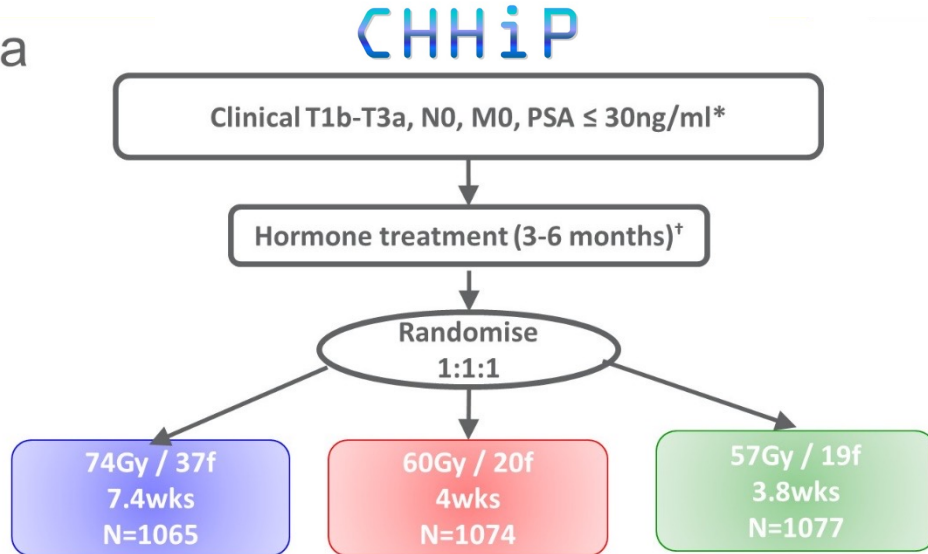 a
CHHiP
Clinical T1b-T3a, N0, M0, PSA ≤ 30ng/ml*
Hormone treatment (3-6 months)†
Randomise
1:1:1
74Gy / 37f
7.4wks
N=1065
60Gy / 20f
4wks
N=1074
57Gy / 19f
3.8wks
N=1077